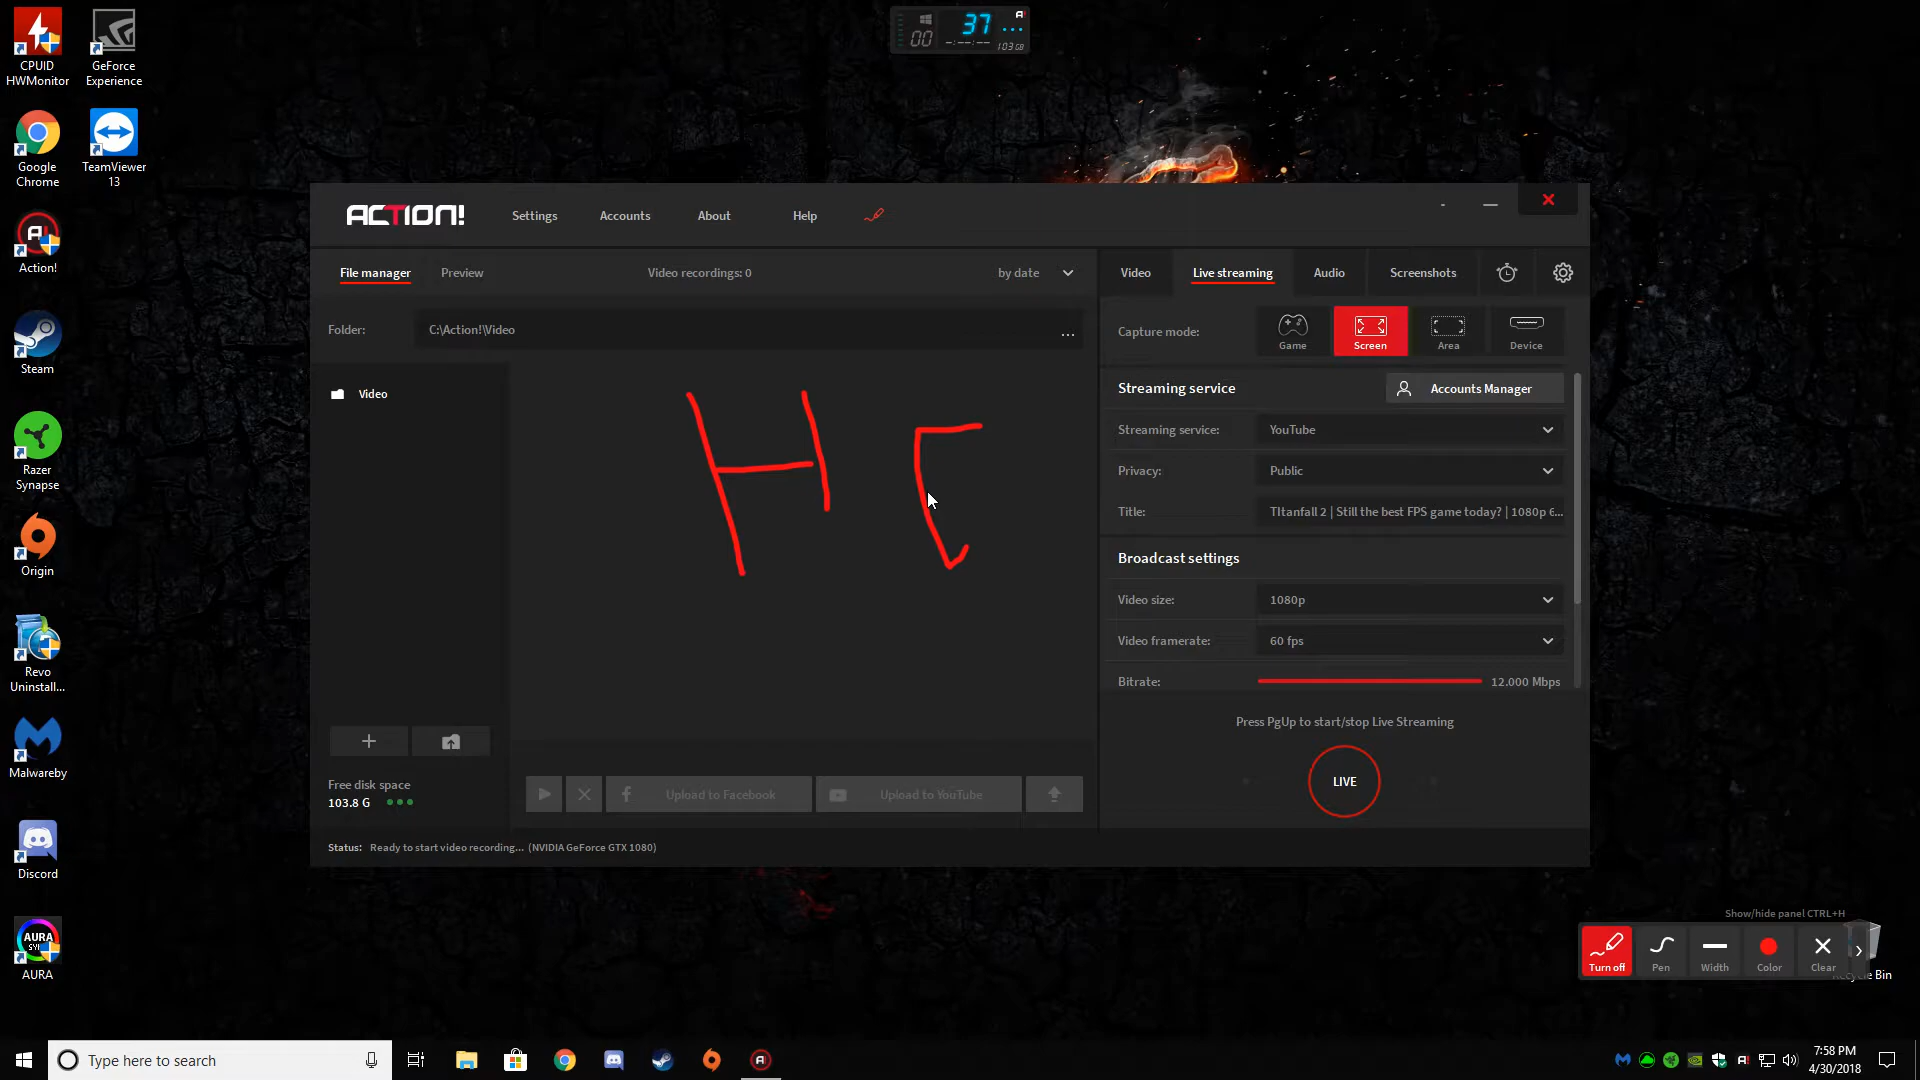 CPUID
HWMonitor
GeForce
Experience
Google
Chrome
TeamViewer
13
Action!
Steam
Razer
Synapse
Origin
Revo
Uninstall...
Malwareby
Discord
AURA
AURA
00
37
...
-:--:--
103 GB
ACTION!
Settings
Accounts
About
Help
File manager
Preview
Video recordings: 0
by date
Folder:
C:\Action!\Video
...
Video
H
Free disk space
103.8 G
Upload to Facebook
Upload to YouTube
Status: Ready to start video recording... (NVIDIA GeForce GTX 1080)
Video
Live streaming
Audio
Screenshots
Capture mode:
Game
Screen
Area
Device
Streaming service
Accounts Manager
Streaming service:
YouTube
Privacy:
Public
Title:
TItanfall 2 | Still the best FPS game today? | 1080p 6...
Broadcast settings
Video size:
1080p
Video framerate:
60 fps
Bitrate:
12.000 Mbps
Press PgUp to start/stop Live Streaming
LIVE
Show/hide panel CTRL+H
Turn off
Pen
Width
Color
Clear
Bin
Type here to search
7:58 PM
4/30/2018